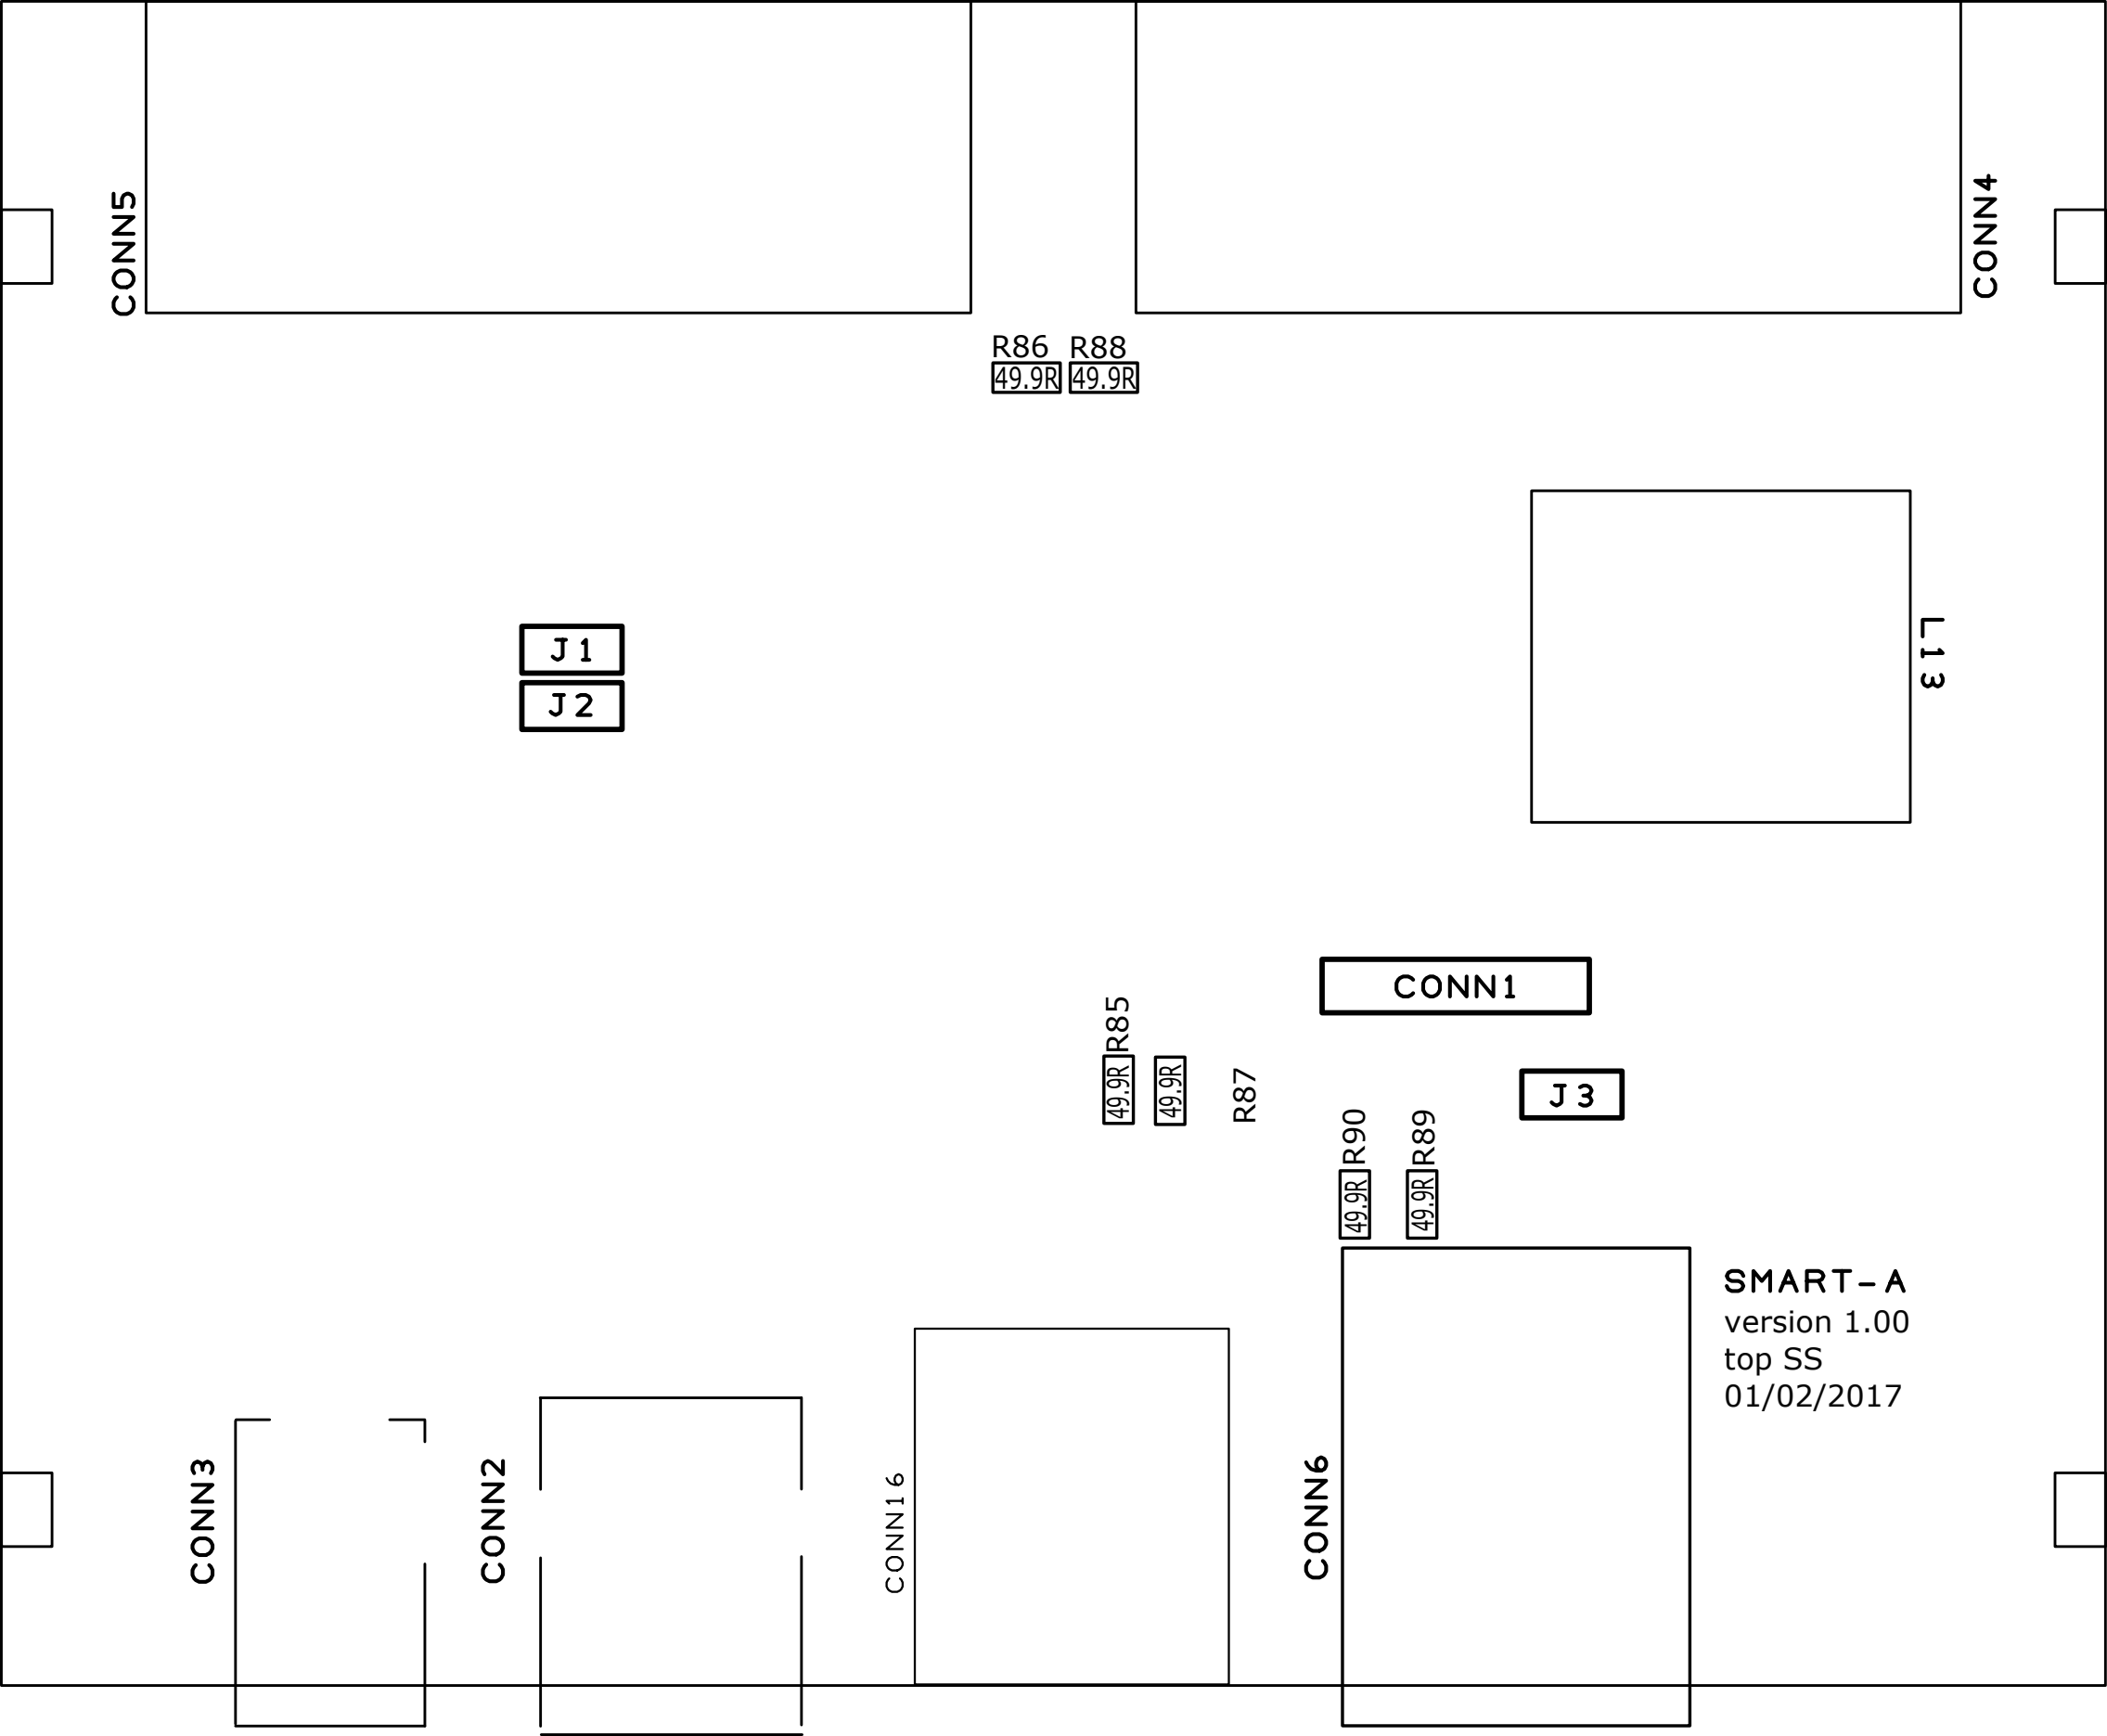 CONN5
CONN4
R86
R88
49.9R
49.9R
J1
J2
L13
CONN1
R85
49.9R
49.9R
R87
J3
R90
R89
49.9R
49.9R
SMART-A
version 1.00
top SS
01/02/2017
CONN3
CONN2
CONN16
CONN6